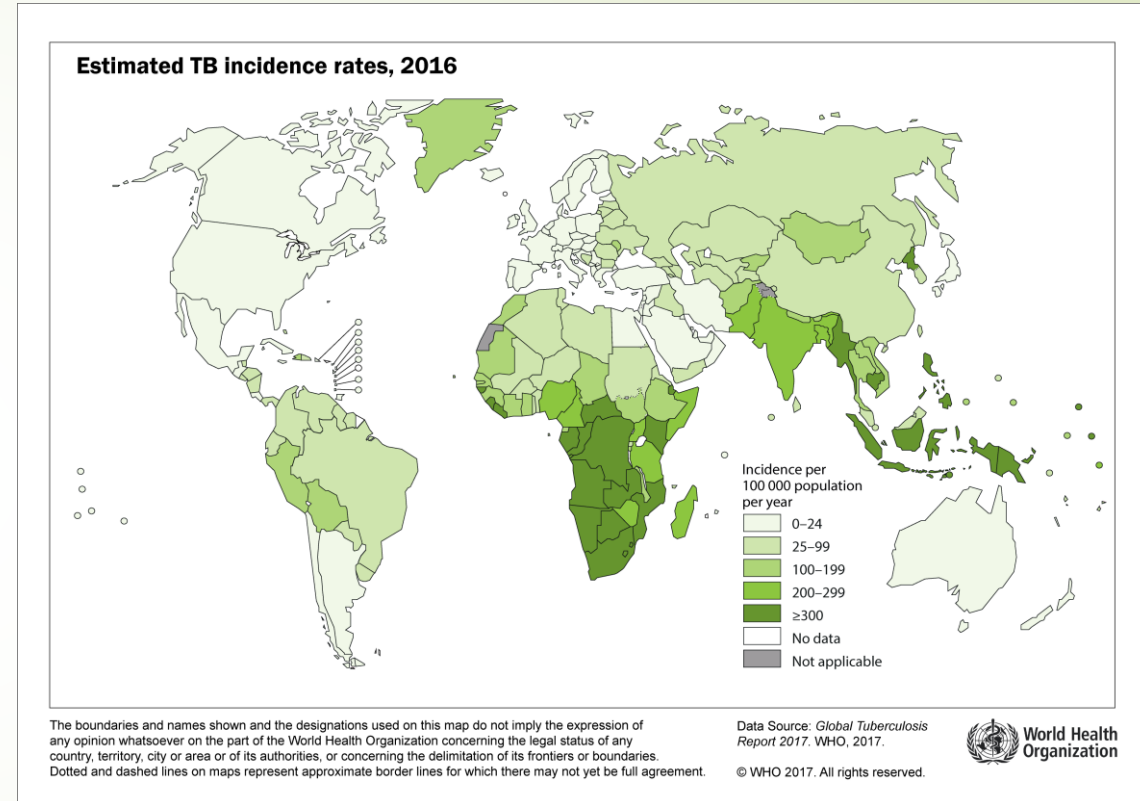 Estimated TB incidence rates, 2016
Incidence per
100 000 population
per year
0–24
25–99
100–199
200–299
≥300
No data
Not applicable
The boundaries and names shown and the designations used on this map do not imply the expression of
any opinion whatsoever on the part of the World Health Organization concerning the legal status of any
country, territory, city or area or of its authorities, or concerning the delimitation of its frontiers or boundaries.
Dotted and dashed lines on maps represent approximate border lines for which there may not yet be full agreement.
Data Source: Global Tuberculosis
Report 2017. WHO, 2017.
© WHO 2017. All rights reserved.
World Health
Organization